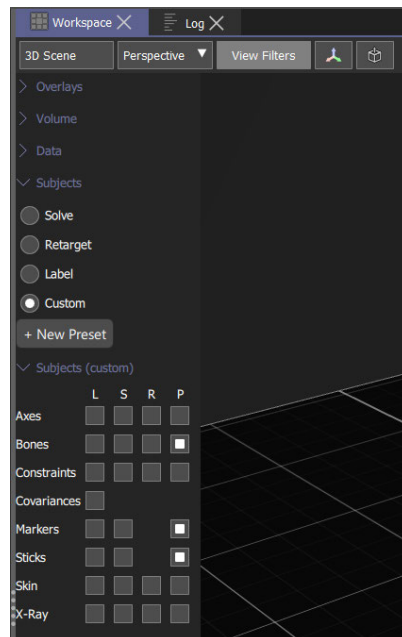 Workspace Log
3D Scene Perspective View Filters
Overlays
Volume
Data
Subjects
Solve
Retarget
Label
Custom
+ New Preset
Subjects (custom)
L S R P
Axes
Bones
Constraints
Covariances
Markers
Sticks
Skin
X-Ray